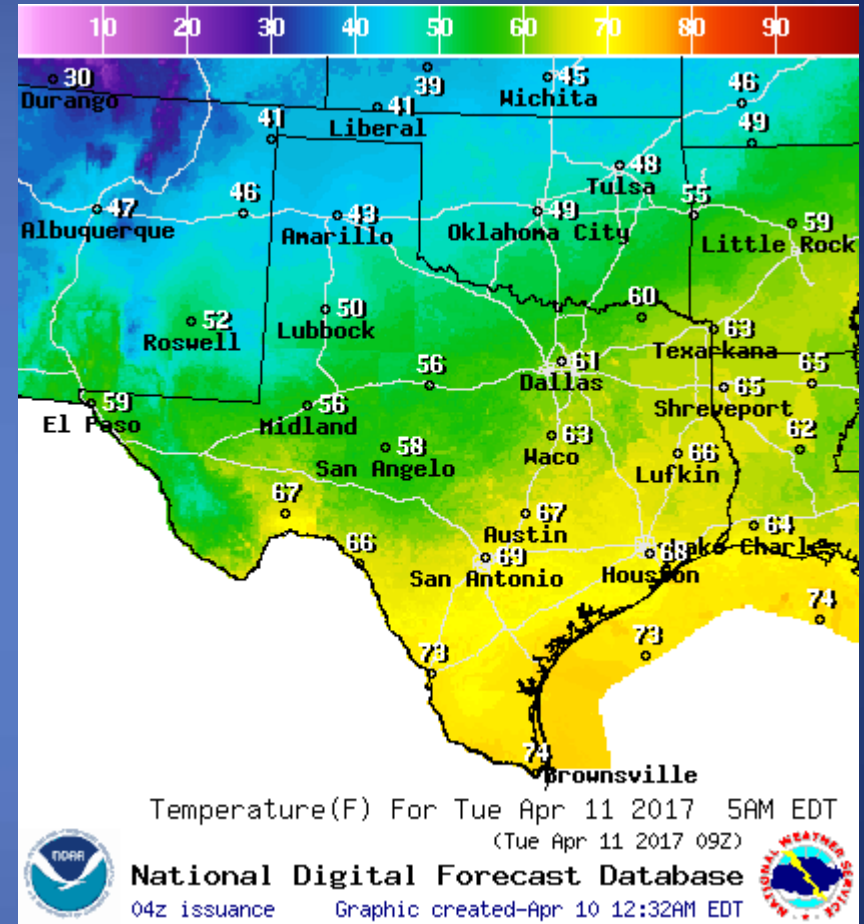 10 20 30 40 50 60 70 80 90
30 39 45 46
Durango Wichita
41 41 49
Liberal
48
Tulsa
47 46 43 49 55 59
Albuquerque Amarillo Oklahoma City Little Rock
52 50 60 63
Roswell Lubbock Texarkana
56 61 65 65
Dallas
59 56 Shreveport
El Paso Midland
58 63 66 62
San Angelo Waco Lufkin
67 67 64
Austin Lake Charles
66 69 68
San Antonio Houston
74
73 73
74
Brownsville
Temperature(F) For Tue Apr 11 2017 5AM EDT
(Tue Apr 11 2017 09Z)
National Digital Forecast Database
04z issuance Graphic created-Apr 10 12:32AM EDT
NOAA
NATIONAL WEATHER SERVICE